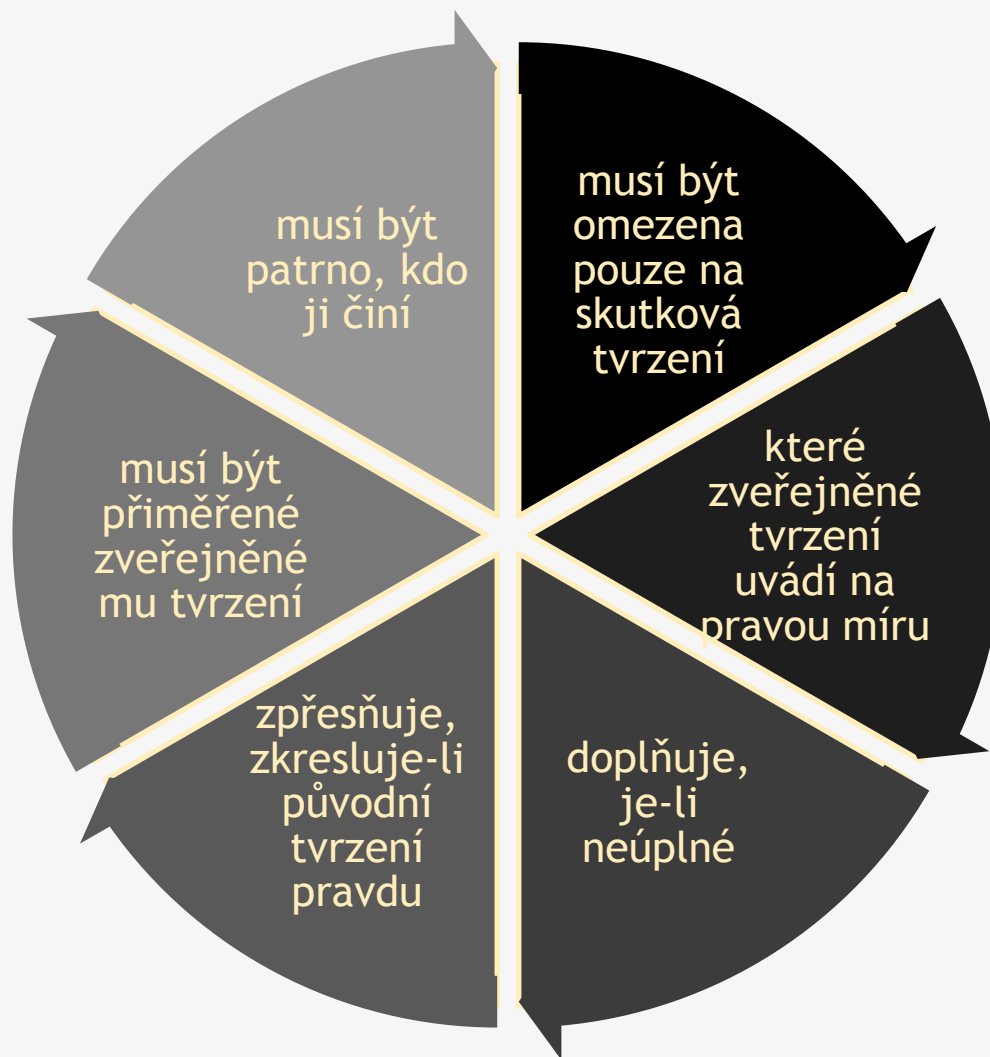 musí být
omezena
pouze na
skutková
tvrzení
které
zveřejněné
tvrzení
uvádí na
pravou míru
doplňuje,
je-li
neúplné
zpřesňuje,
zkresluje-li
původní
tvrzení
pravdu
musí být
přiměřené
zveřejněné
mu tvrzení
musí být
patrno, kdo
ji činí